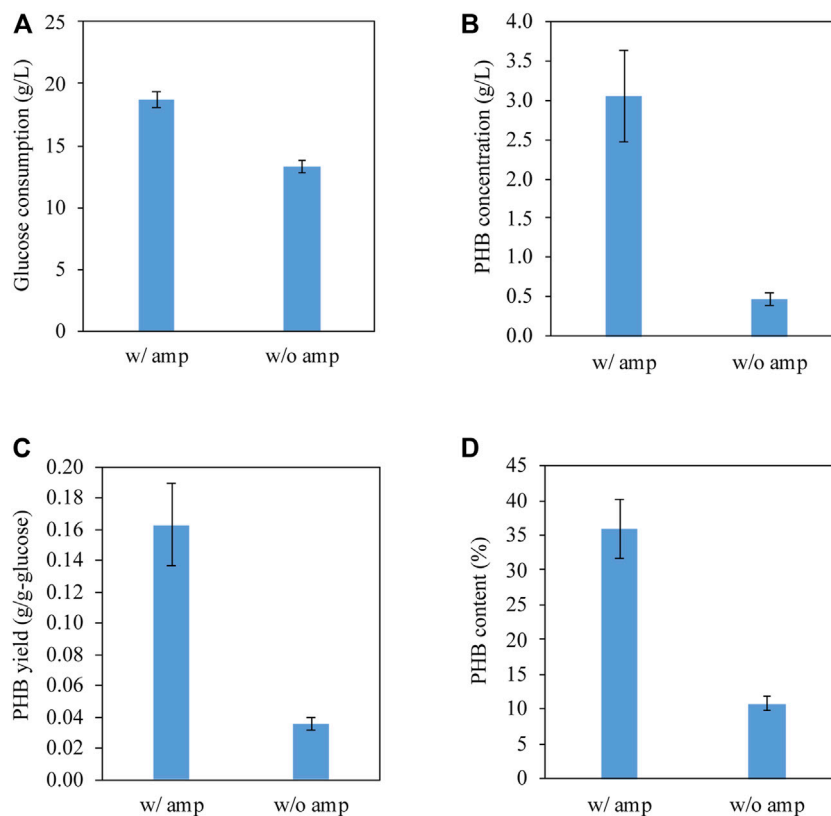 A
Glucose consumption (g/L)
25
20
15
10
5
0
w/ amp
w/o amp
B
PHB concentration (g/L)
4.0
3.5
3.0
2.5
2.0
1.5
1.0
0.5
0.0
w/ amp
w/o amp
C
PHB yield (g/g-glucose)
0.20
0.18
0.16
0.14
0.12
0.10
0.08
0.06
0.04
0.02
0.00
w/ amp
w/o amp
D
PHB content (%)
45
40
35
30
25
20
15
10
5
0
w/ amp
w/o amp